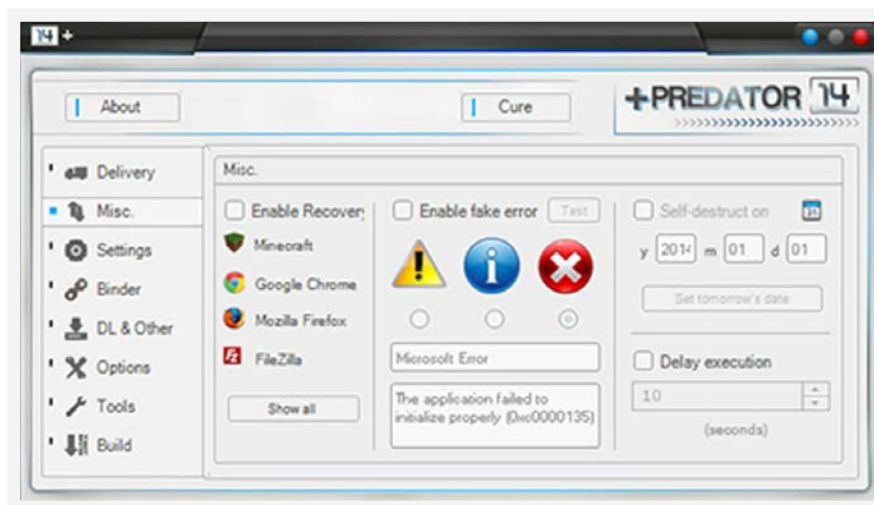 14 +
About
Cure
+PREDATOR 14
Delivery
Misc.
Settings
Binder
DL & Other
Options
Tools
Build
Misc.
Enable Recovery
Minecraft
Google Chrome
Mozilla Firefox
FileZilla
Show all
Enable fake error
Test
Microsoft Error
The application failed to
initialize properly (0xc0000135)
Self-destruct on
y 2014 m 01 d 01
Set tomorrow's date
Delay execution
10
(seconds)